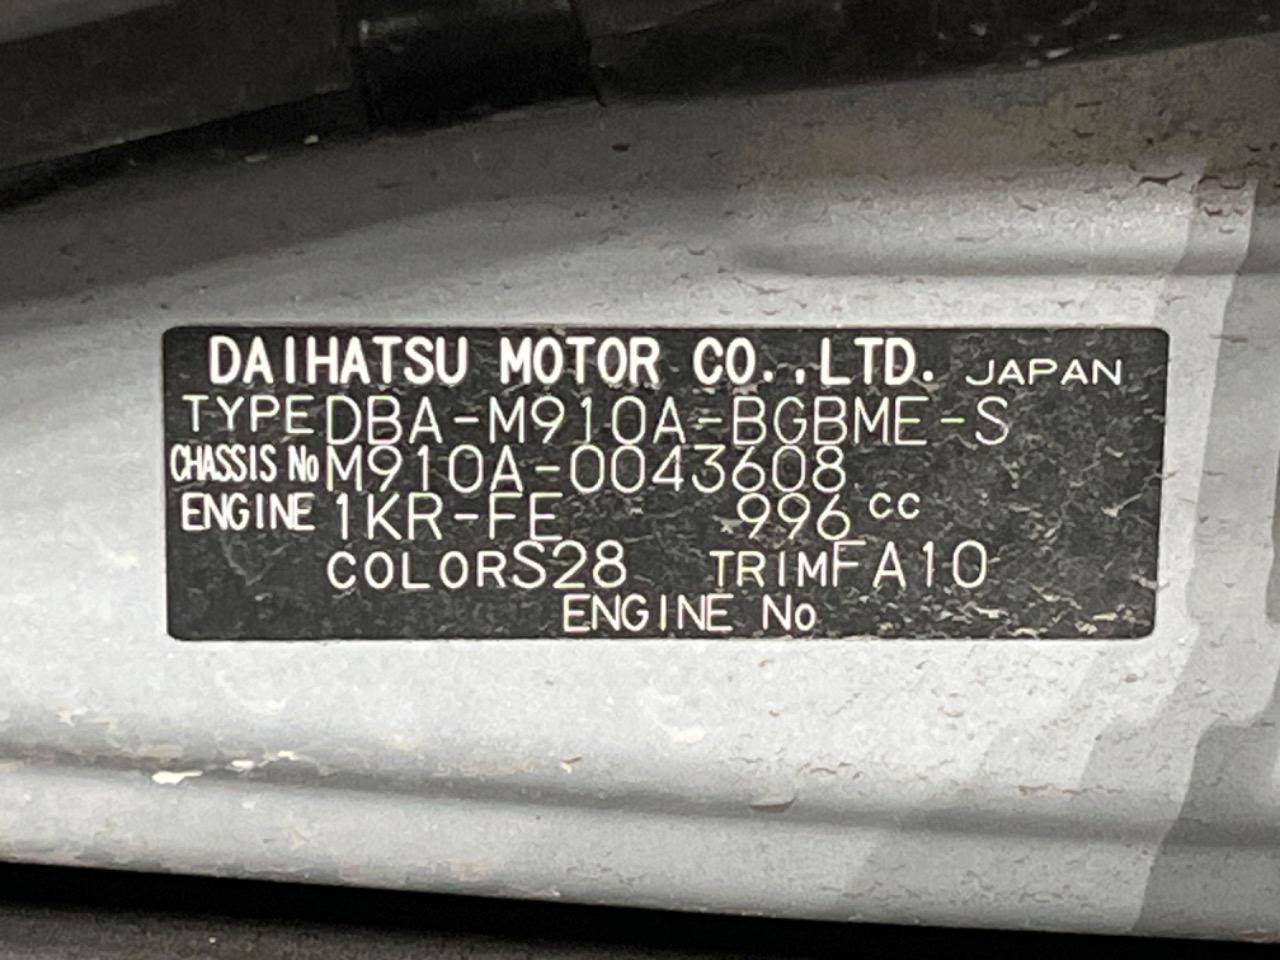 DAIHATSU MOTOR CO.,LTD. JAPAN
TYPE DBA-M910A-BGBME-S
CHASSIS No M910A-0043608
ENGINE 1KR-FE 996cc
COLOR S28 TRIM FA10
ENGINE No